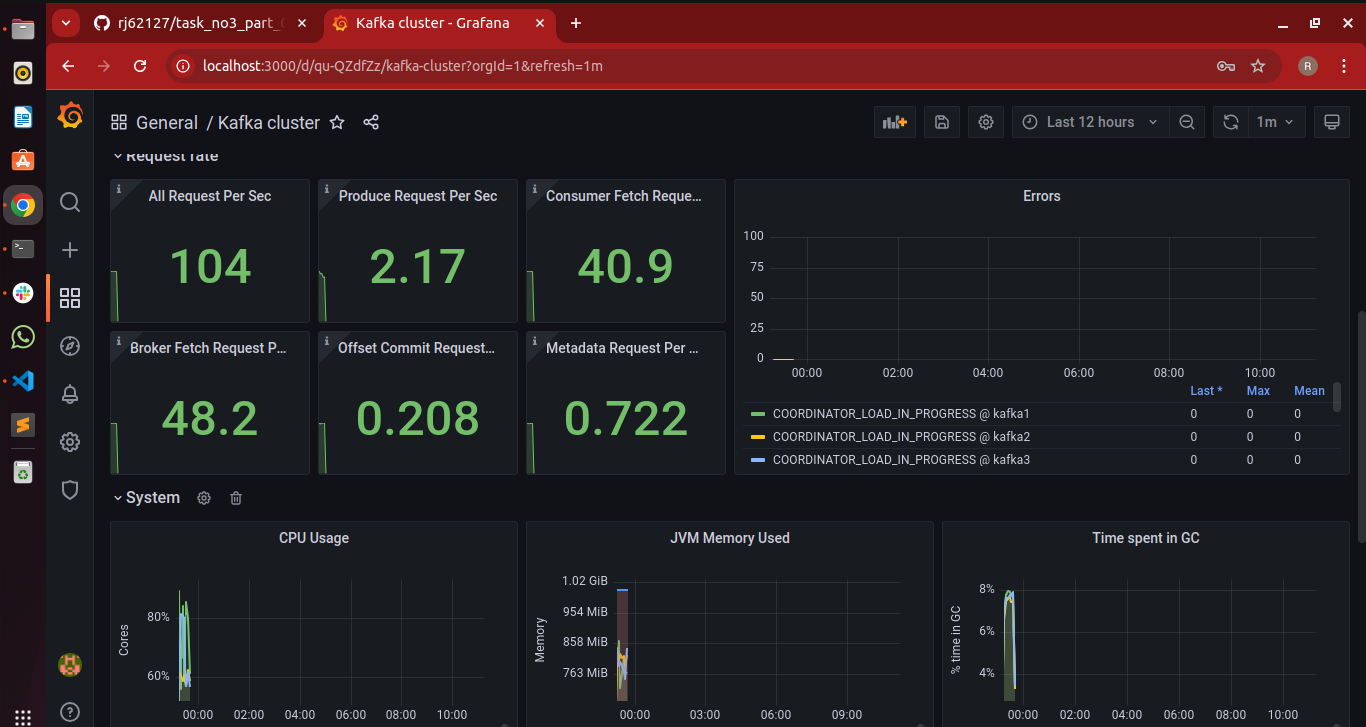 rj62127/task_no3_part_
Kafka cluster - Grafana
localhost:3000/d/qu-QZdfZz/kafka-cluster?orgId=1&refresh=1m
R
General / Kafka cluster
Last 12 hours
1m
Request rate
All Request Per Sec
104
Produce Request Per Sec
2.17
Consumer Fetch Reque...
40.9
Broker Fetch Request P...
48.2
Offset Commit Request...
0.208
Metadata Request Per ...
0.722
Errors
100
75
50
25
0
00:00 02:00 04:00 06:00 08:00 10:00
Last * Max Mean
COORDINATOR_LOAD_IN_PROGRESS @ kafka1 0 0 0
COORDINATOR_LOAD_IN_PROGRESS @ kafka2 0 0 0
COORDINATOR_LOAD_IN_PROGRESS @ kafka3 0 0 0
System
CPU Usage
Cores
80%
60%
00:00 02:00 04:00 06:00 08:00 10:00
JVM Memory Used
Memory
1.02 GiB
954 MiB
858 MiB
763 MiB
00:00 03:00 06:00 09:00
Time spent in GC
% time in GC
8%
6%
4%
00:00 02:00 04:00 06:00 08:00 10:00